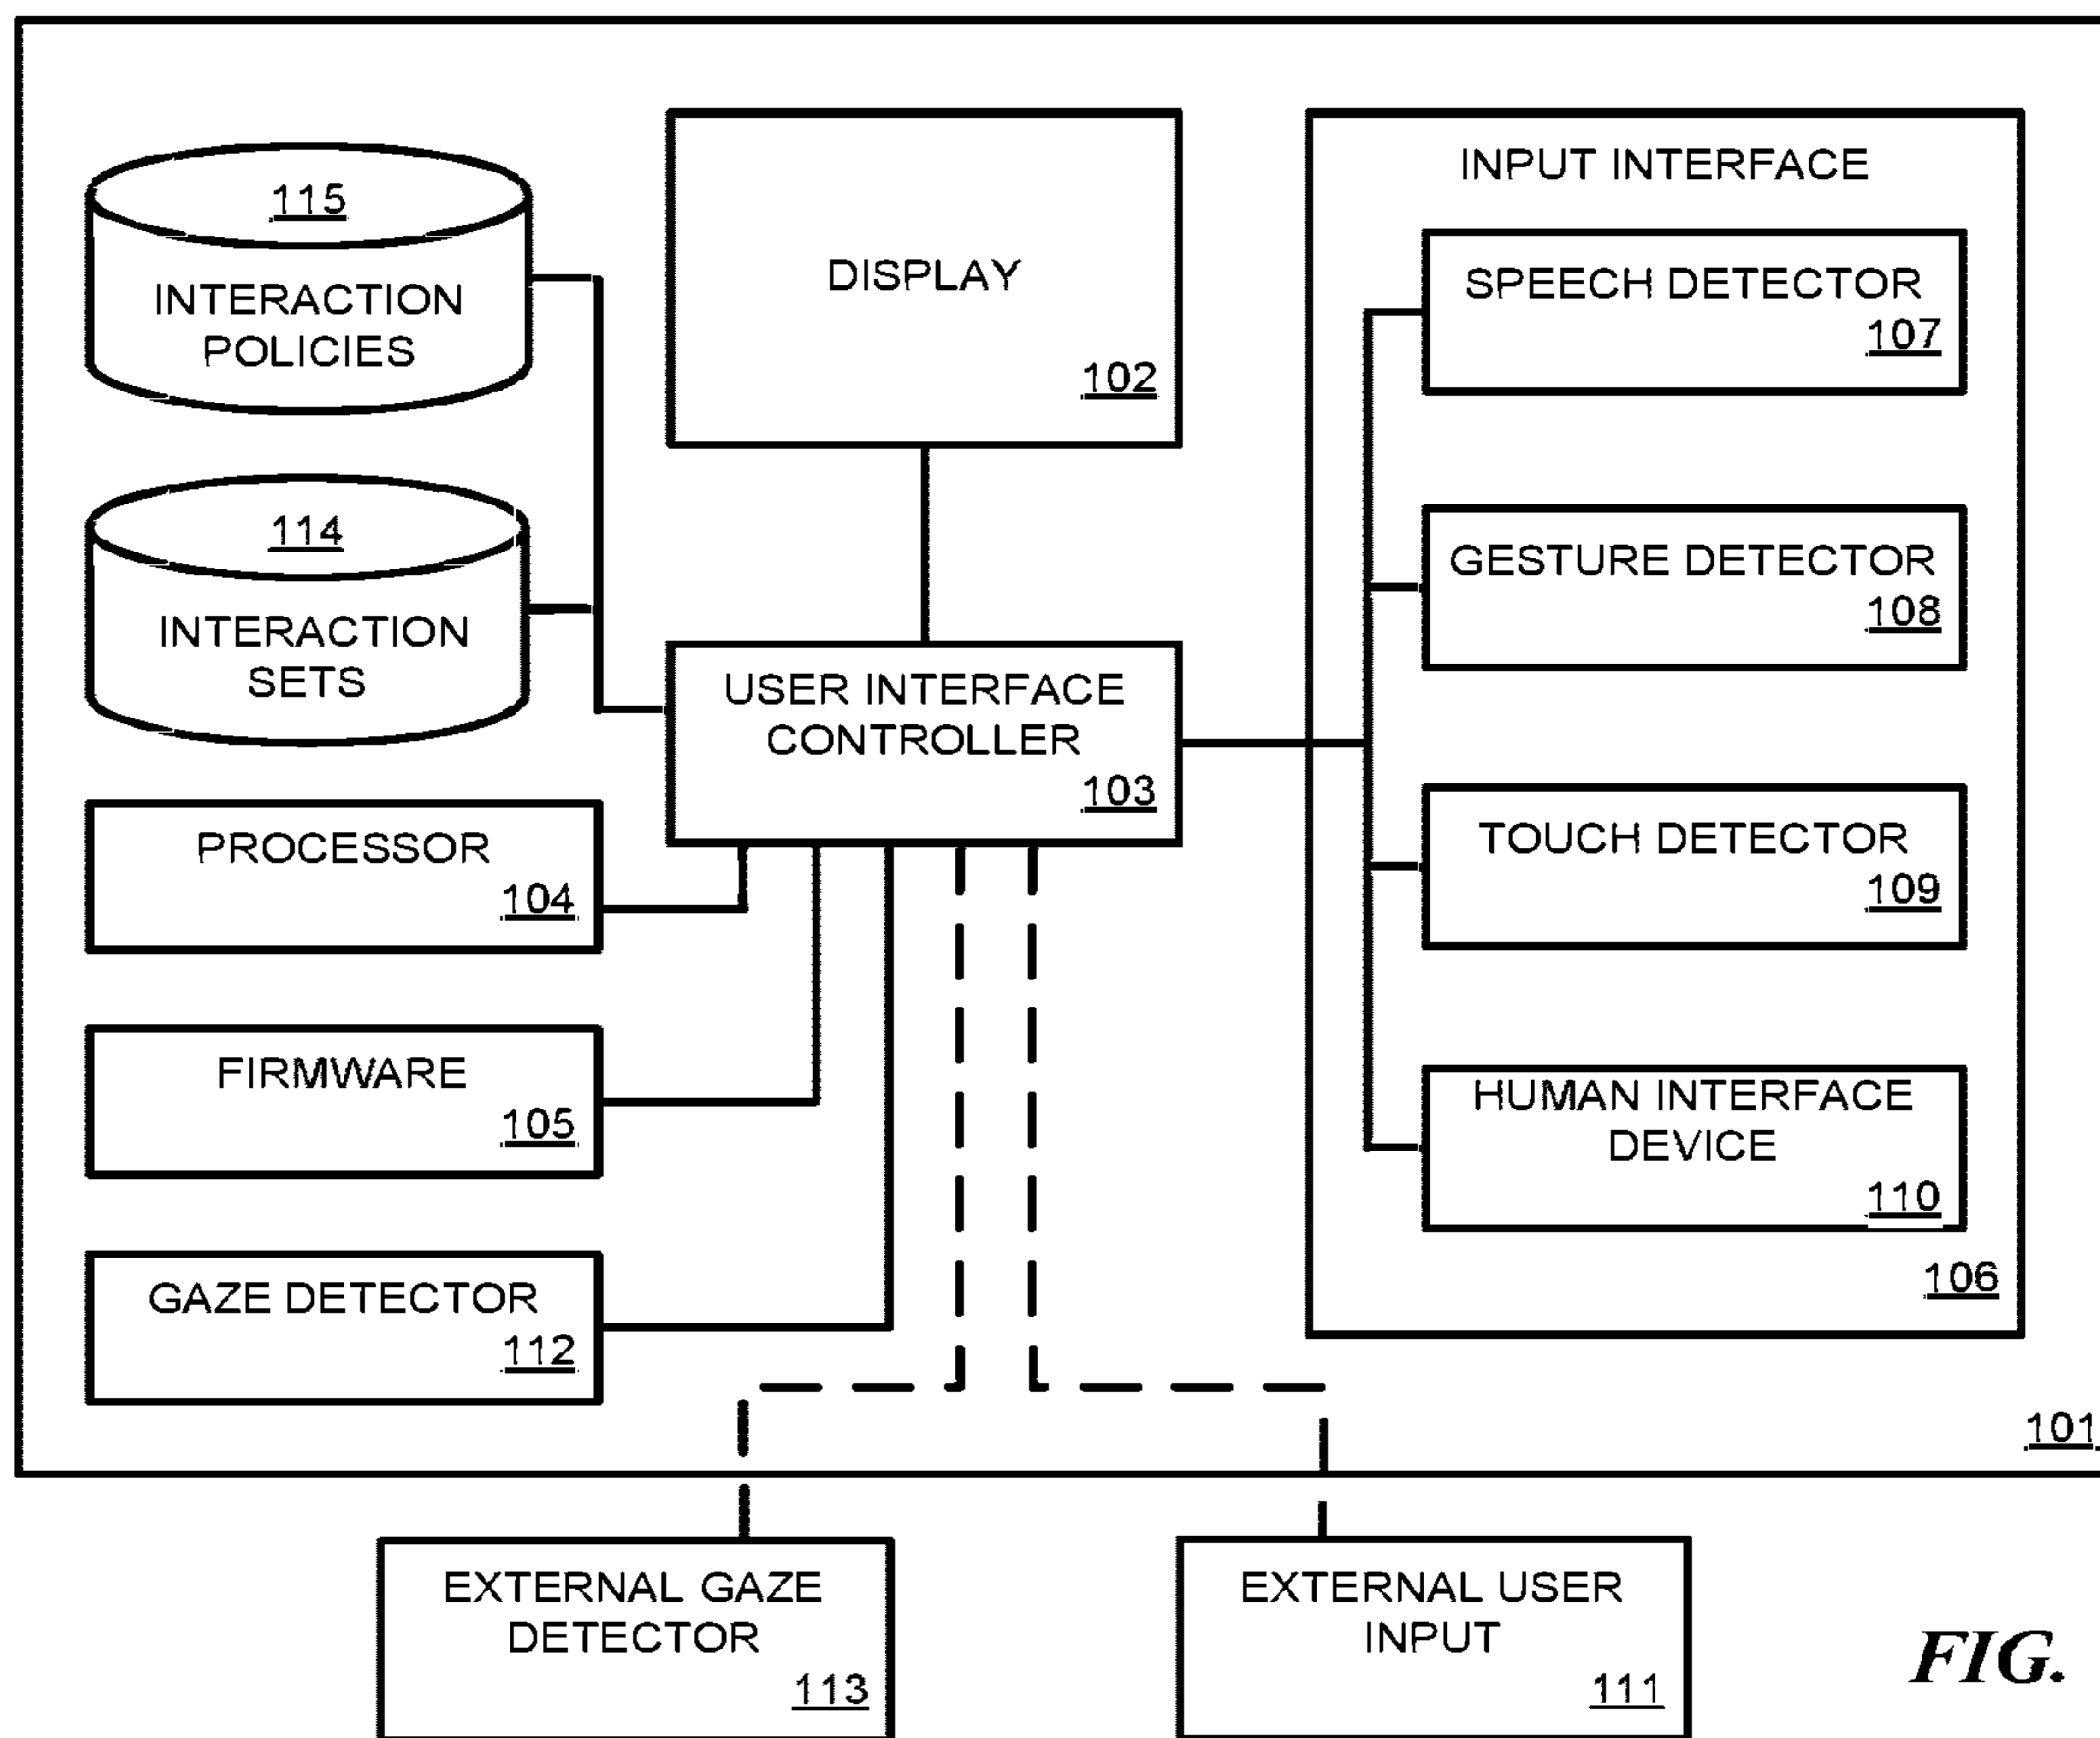 115
INTERACTION
POLICIES
114
INTERACTION
SETS
DISPLAY
102
USER INTERFACE
CONTROLLER
103
PROCESSOR
104
FIRMWARE
105
GAZE DETECTOR
112
INPUT INTERFACE
SPEECH DETECTOR
107
GESTURE DETECTOR
108
TOUCH DETECTOR
109
HUMAN INTERFACE
DEVICE
110
106
101
EXTERNAL GAZE
DETECTOR
113
EXTERNAL USER
INPUT
111
FIG.